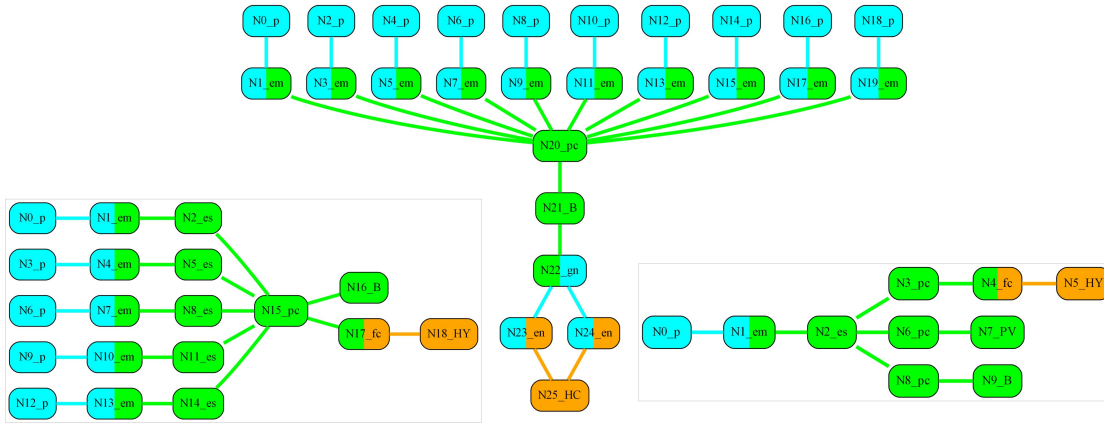 N0_p N2_p N4_p N6_p N8_p N10_p N12_p N14_p N16_p N18_p
N1_em N3_em N5_em N7_em N9_em N11_em N13_em N15_em N17_em N19_em
N20_pc
N21_B
N22_gn
N23_en N24_en
N25_HC
N0_p N1_em N2_es
N3_p N4_em N5_es
N16_B
N6_p N7_em N8_es N15_pc
N17_fc N18_HY
N9_p N10_em N11_es
N12_p N13_em N14_es
N3_pc N4_fc N5_HY
N0_p N1_em N2_es N6_pc N7_PV
N8_pc N9_B